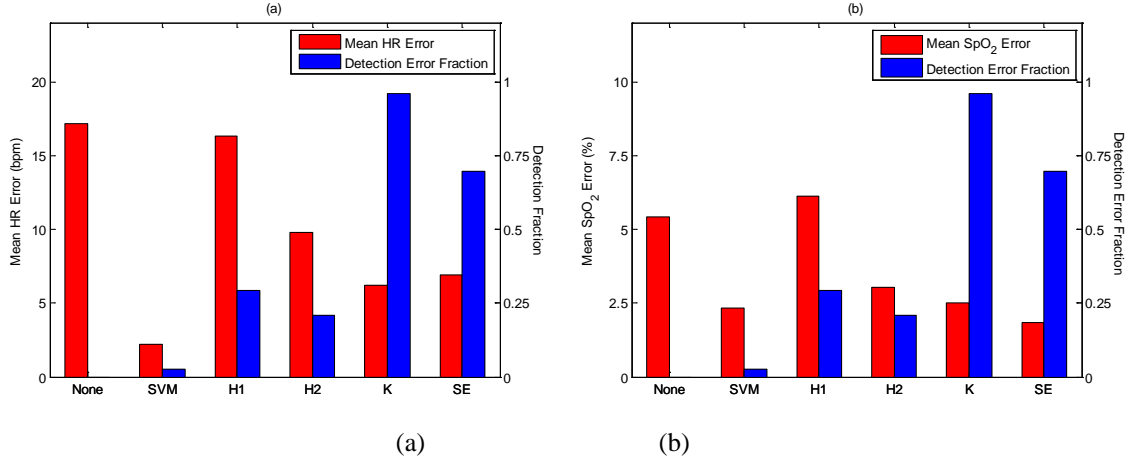 (a)
Mean HR Error
Detection Error Fraction
20
15
10
5
0
Mean HR Error (bpm)
1
0.75
0.5
0.25
0
Detection Fraction
None SVM H1 H2 K SE
(b)
Mean SpO2 Error
Detection Error Fraction
10
7.5
5
2.5
0
Mean SpO2 Error (%)
1
0.75
0.5
0.25
0
Detection Error Fraction
None SVM H1 H2 K SE
(a) (b)